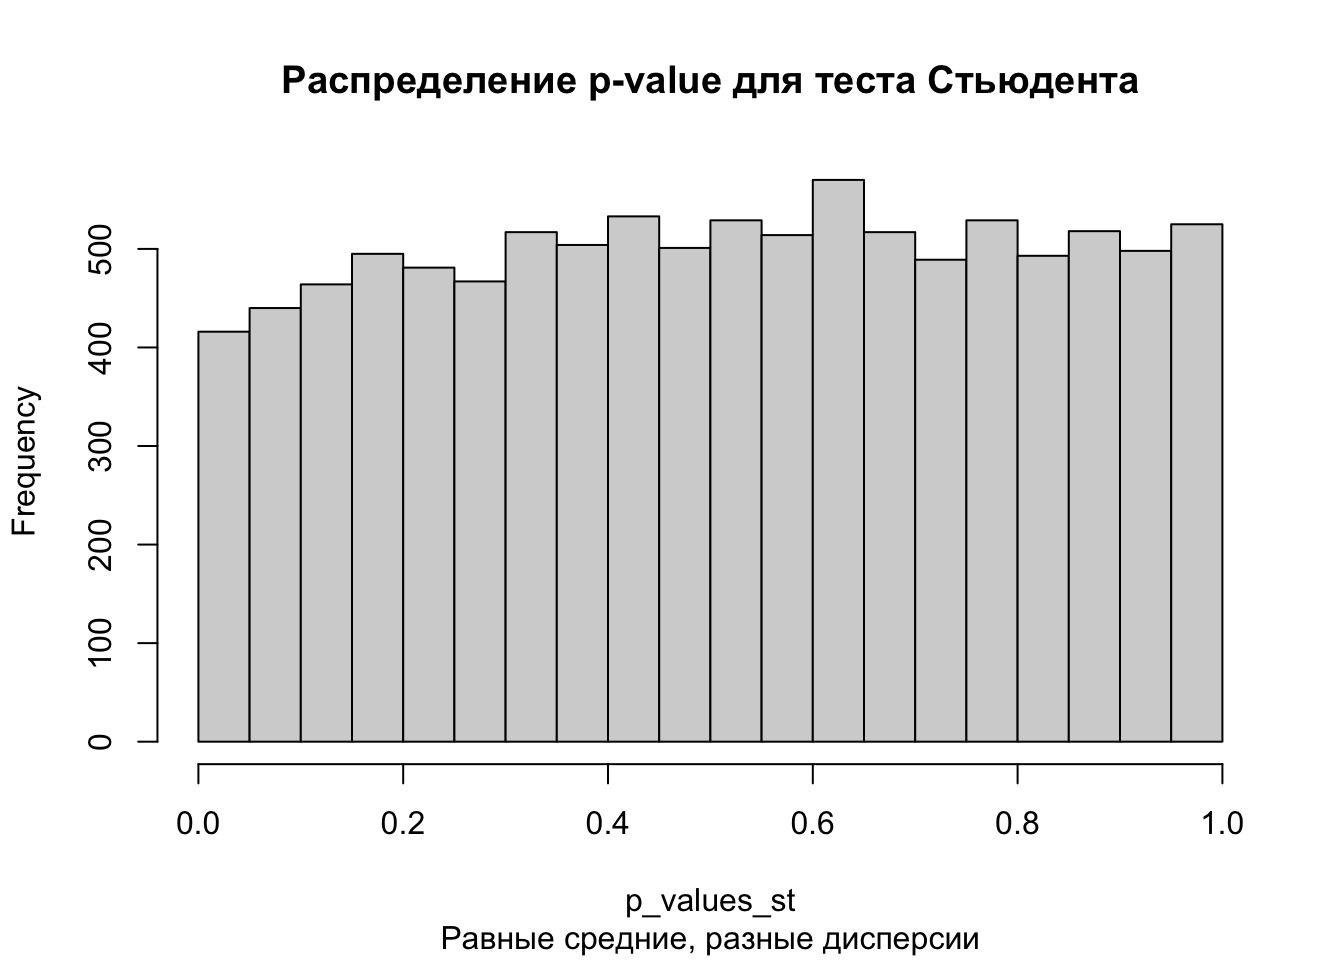 Распределение p-value для теста Стьюдента
Frequency
500
400
300
200
100
0
0.0 0.2 0.4 0.6 0.8 1.0
p_values_st
Равные средние, разные дисперсии